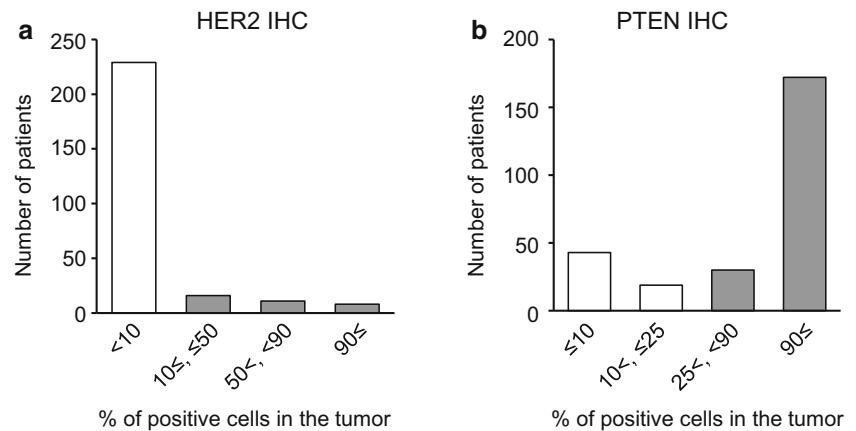 a
HER2 IHC
250
200
150
100
50
0
Number of patients
<10
10≤, ≤50
50<, <90
90≤
% of positive cells in the tumor
b
PTEN IHC
200
150
100
50
0
Number of patients
≤10
10<, ≤25
25<, <90
90≤
% of positive cells in the tumor